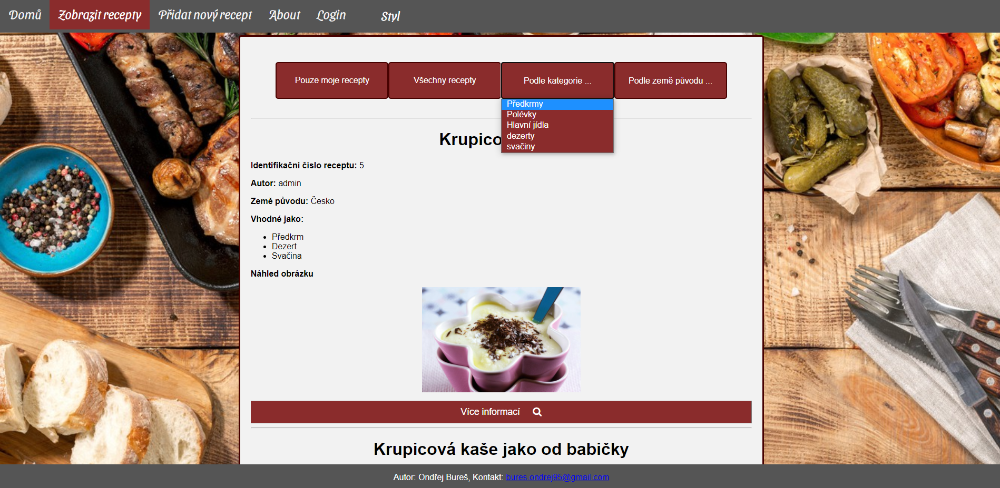 Domů Zobrazit recepty Přidat nový recept About Login Styl
Pouze moje recepty Všechny recepty Podle kategorie ... Podle země původu ...
Předkrmy
Polévky
Hlavní jídla
dezerty
svačiny
Identifikační číslo receptu: 5
Autor: admin
Země původu: Česko
Vhodné jako:
Předkrm
Dezert
Svačina
Náhled obrázku
Více informací
Krupicová kaše jako od babičky
Autor: Ondřej Bureš, Kontakt: bures.ondrej95@gmail.com